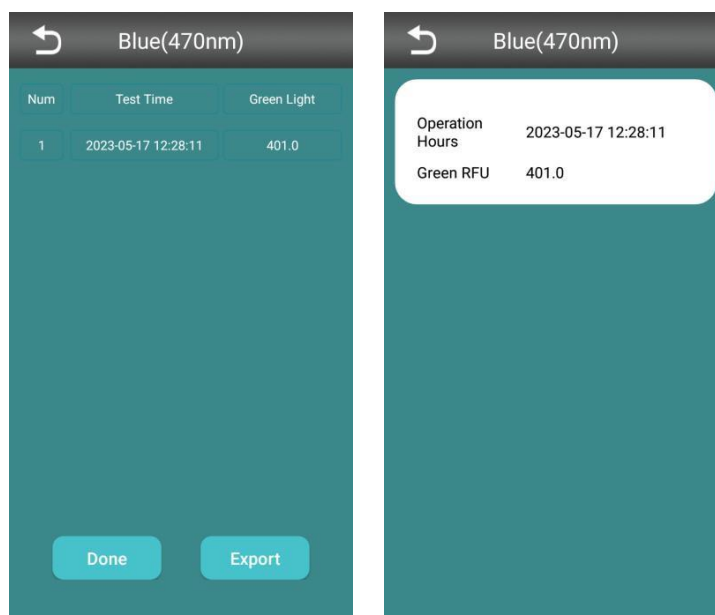 Blue(470nm)
Num Test Time Green Light
1 2023-05-17 12:28:11 401.0
Done Export
Blue(470nm)
Operation
Hours
2023-05-17 12:28:11
Green RFU 401.0